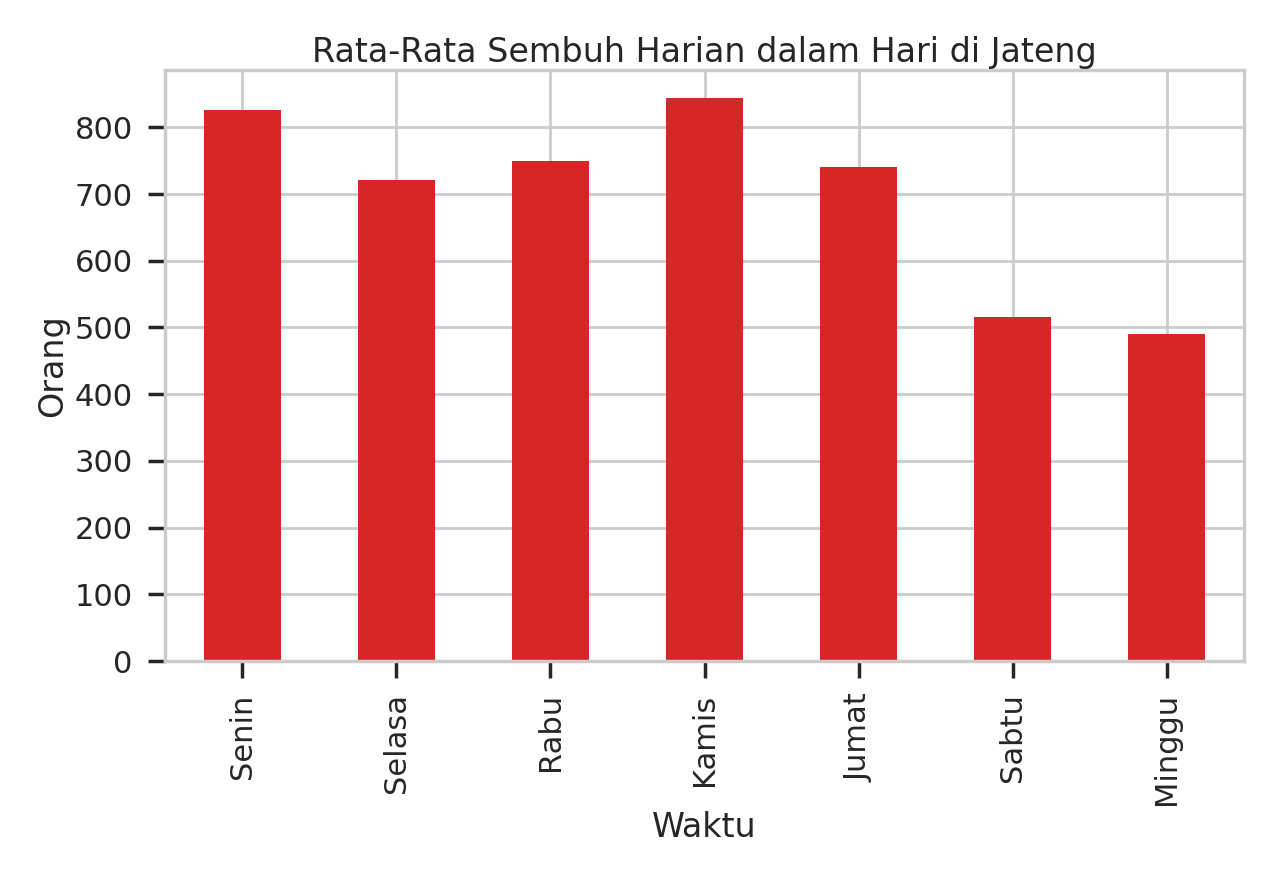 Rata-Rata Sembuh Harian dalam Hari di Jateng
Orang
800
700
600
500
400
300
200
100
0
Senin
Selasa
Rabu
Kamis
Jumat
Sabtu
Minggu
Waktu